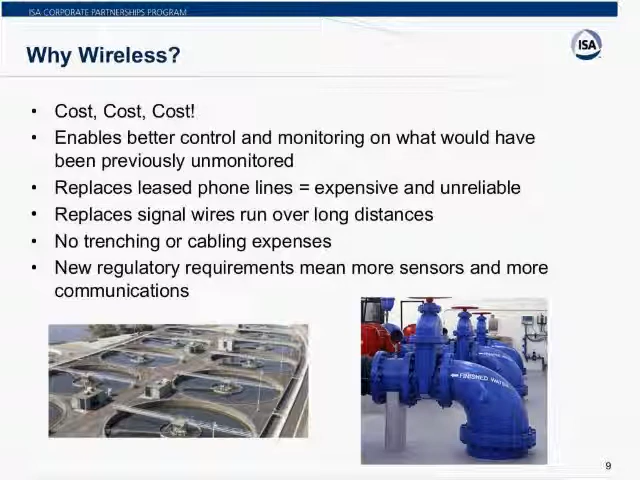 ISA CORPORATE PARTNERSHIPS PROGRAM
ISA
Why Wireless?
• Cost, Cost, Cost!
• Enables better control and monitoring on what would have
been previously unmonitored
• Replaces leased phone lines = expensive and unreliable
• Replaces signal wires run over long distances
• No trenching or cabling expenses
• New regulatory requirements mean more sensors and more
communications
FINISHED WATER
9